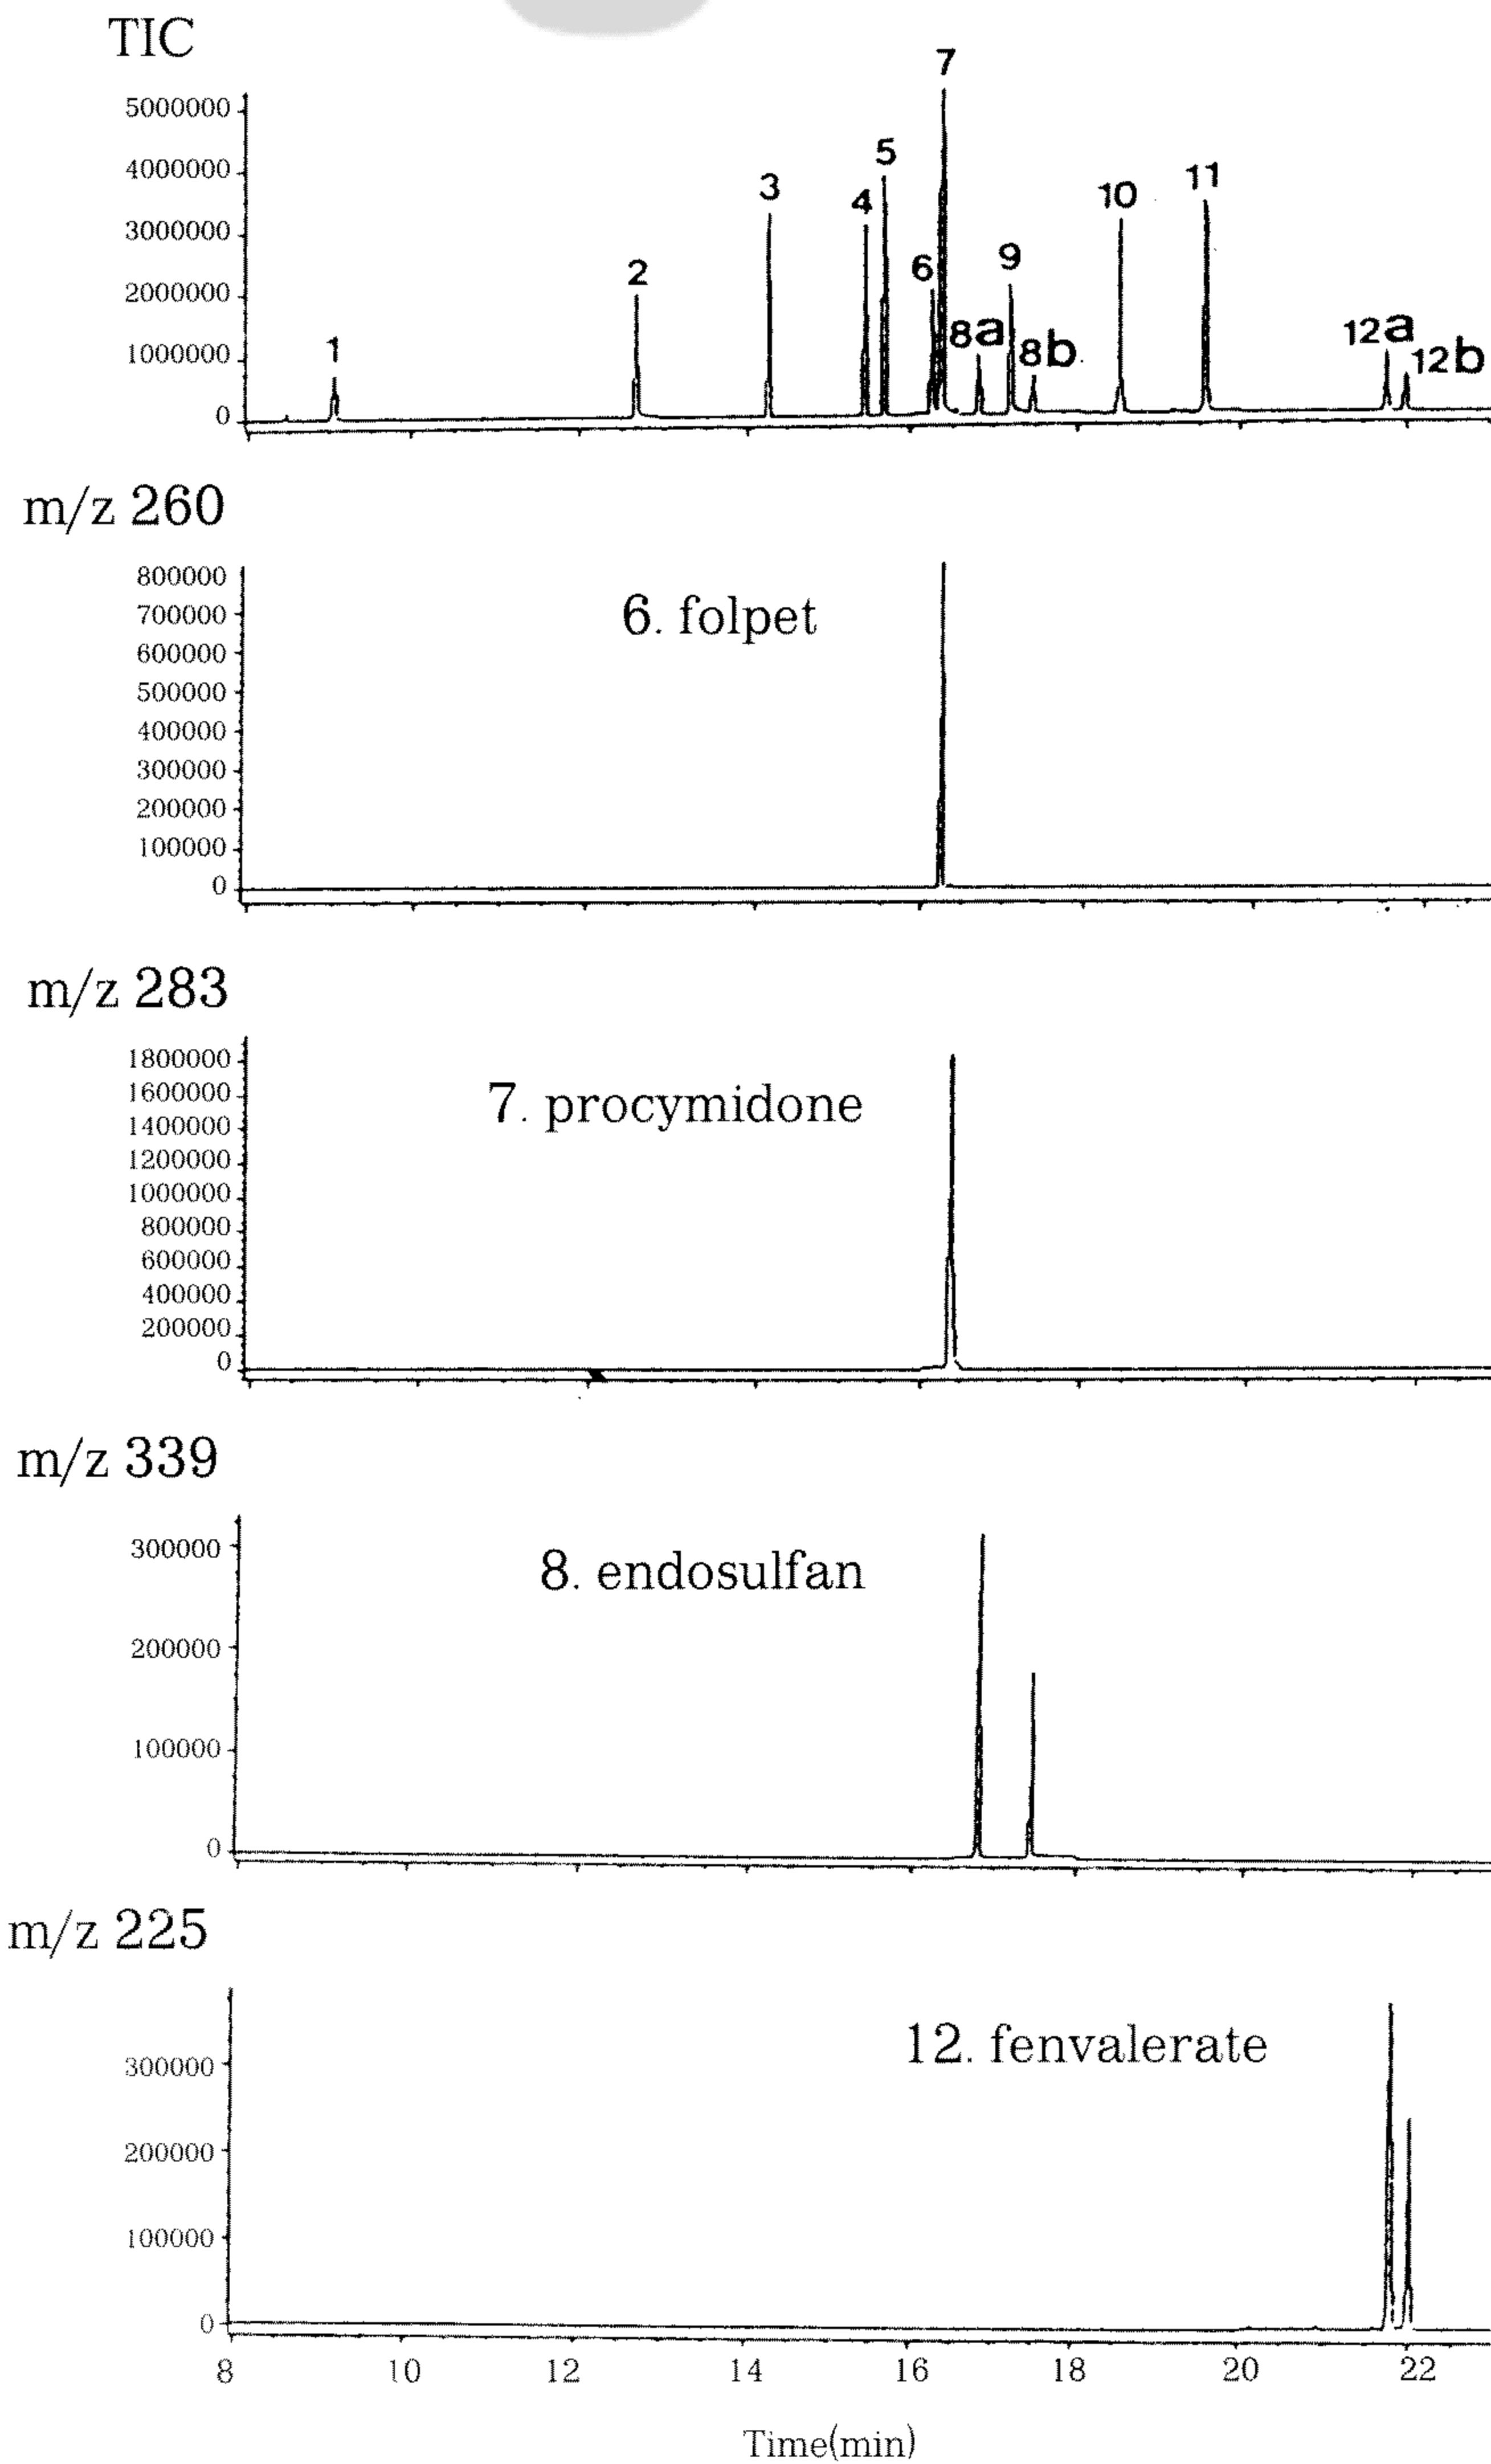 TIC
7
5000000
5
4000000
3
4
10
11
3000000
2
6
9
2000000
1
8a
8b
12a
12b
1000000
0
m/z 260
800000
6. folpet
700000
600000
500000
400000
300000
200000
100000
0
m/z 283
1800000
1600000
7. procymidone
1400000
1200000
1000000
800000
600000
400000
200000
0
m/z 339
300000
8. endosulfan
200000
100000
0
m/z 225
12. fenvalerate
300000
200000
100000
0
8 10 12 14 16 18 20 22
Time(min)